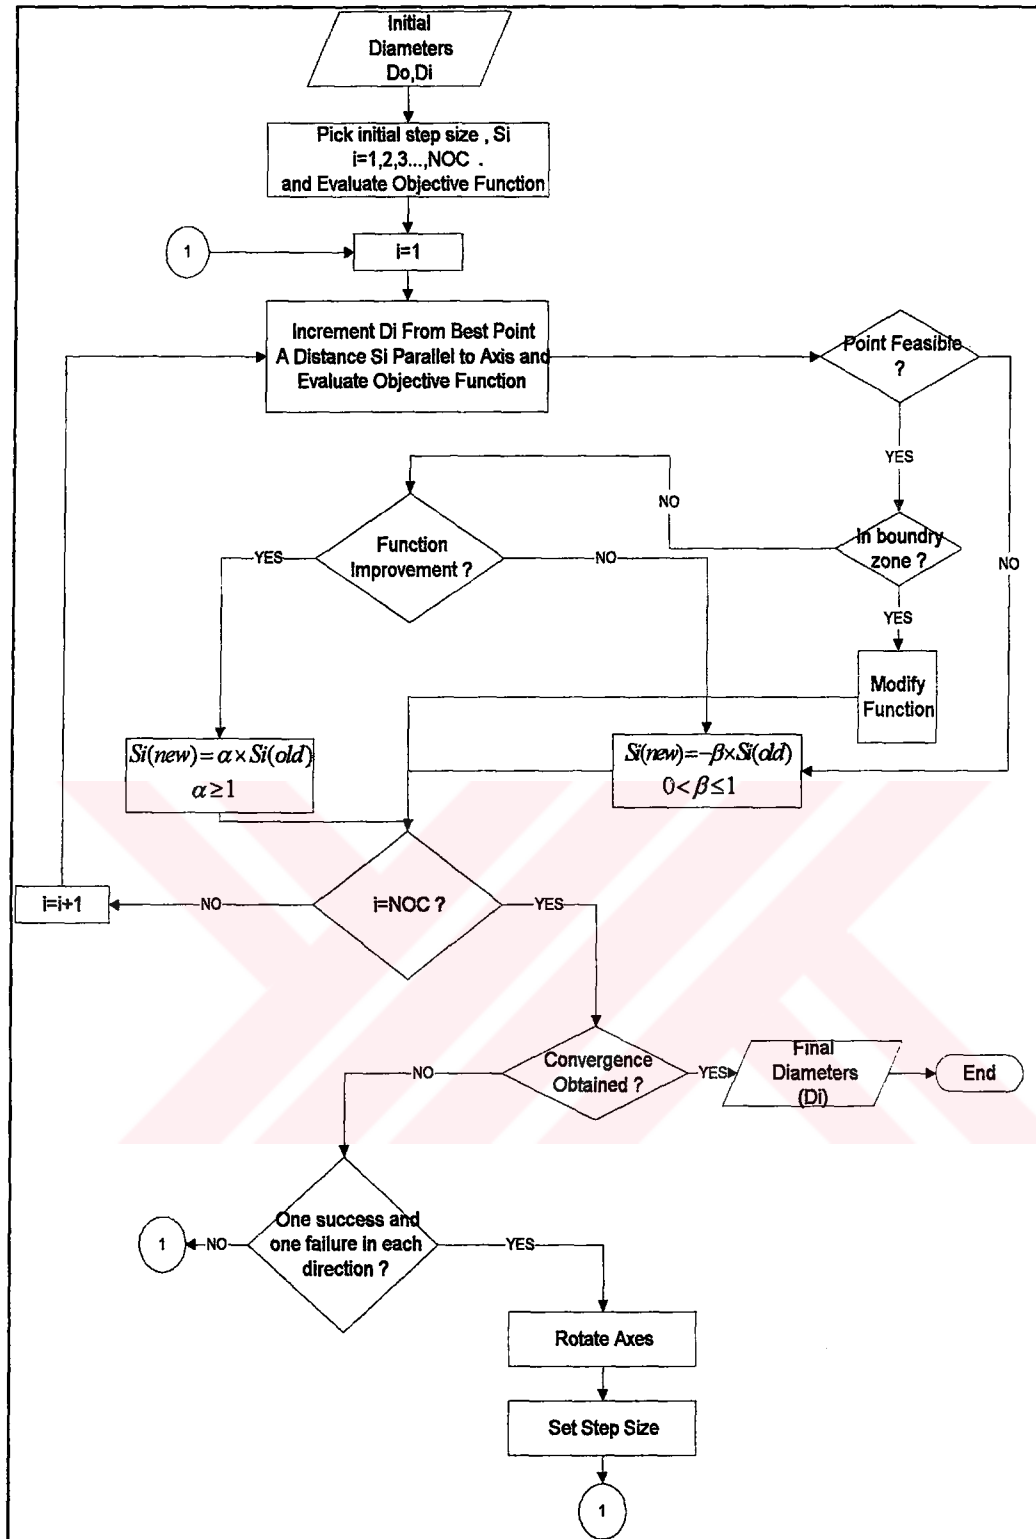 Initial
Diameters
Do,Di
Pick initial step size , Si
i=1,2,3...,NOC .
and Evaluate Objective Function
1
i=1
Increment Di From Best Point
A Distance Si Parallel to Axis and
Evaluate Objective Function
Point Feasible
?
YES
NO
NO
In boundry
zone ?
YES
Function
Improvement ?
YES
NO
Modify
Function
Si(new)=α×Si(old)
α≥1
Si(new)=-β×Si(old)
0<β≤1
i=NOC ?
NO
YES
i=i+1
Convergence
Obtained ?
NO
YES
Final
Diameters
(Di)
End
One success and
one failure in each
direction ?
NO
1
YES
Rotate Axes
Set Step Size
1